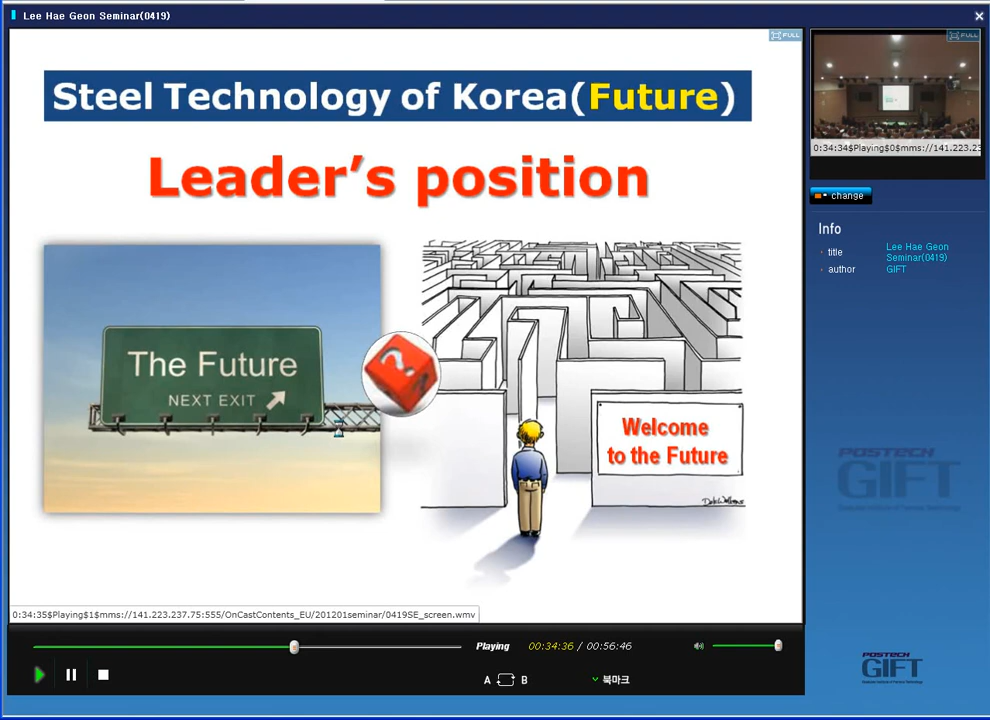 Lee Hae Geon Seminar(0419)
FULL
FULL
Steel Technology of Korea(Future)
Leader's position
The Future
NEXT EXIT
?
Welcome
to the Future
0:34:34$Playing$0$mms://141.223.23
change
Info
title
Lee Hae Geon
Seminar(0419)
author
GIFT
POSTECH
GIFT
0:34:35$Playing$1$mms://141.223.237.75:555/OnCastContents_EU/201201seminar/0419SE_screen.wmv
Playing
00:34:36 / 00:56:46
A
B
북마크
POSTECH
GIFT